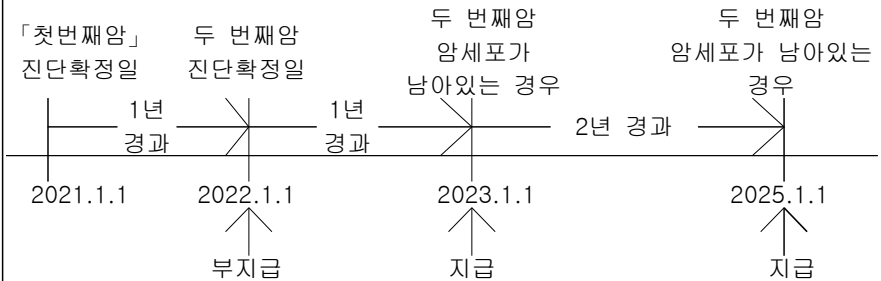 「첫번째암」
진단확정일
두 번째암
진단확정일
두 번째암
암세포가
남아있는 경우
두 번째암
암세포가 남아있는
경우
1년
경과
1년
경과
2년 경과
2021.1.1
2022.1.1
2023.1.1
2025.1.1
부지급
지급
지급